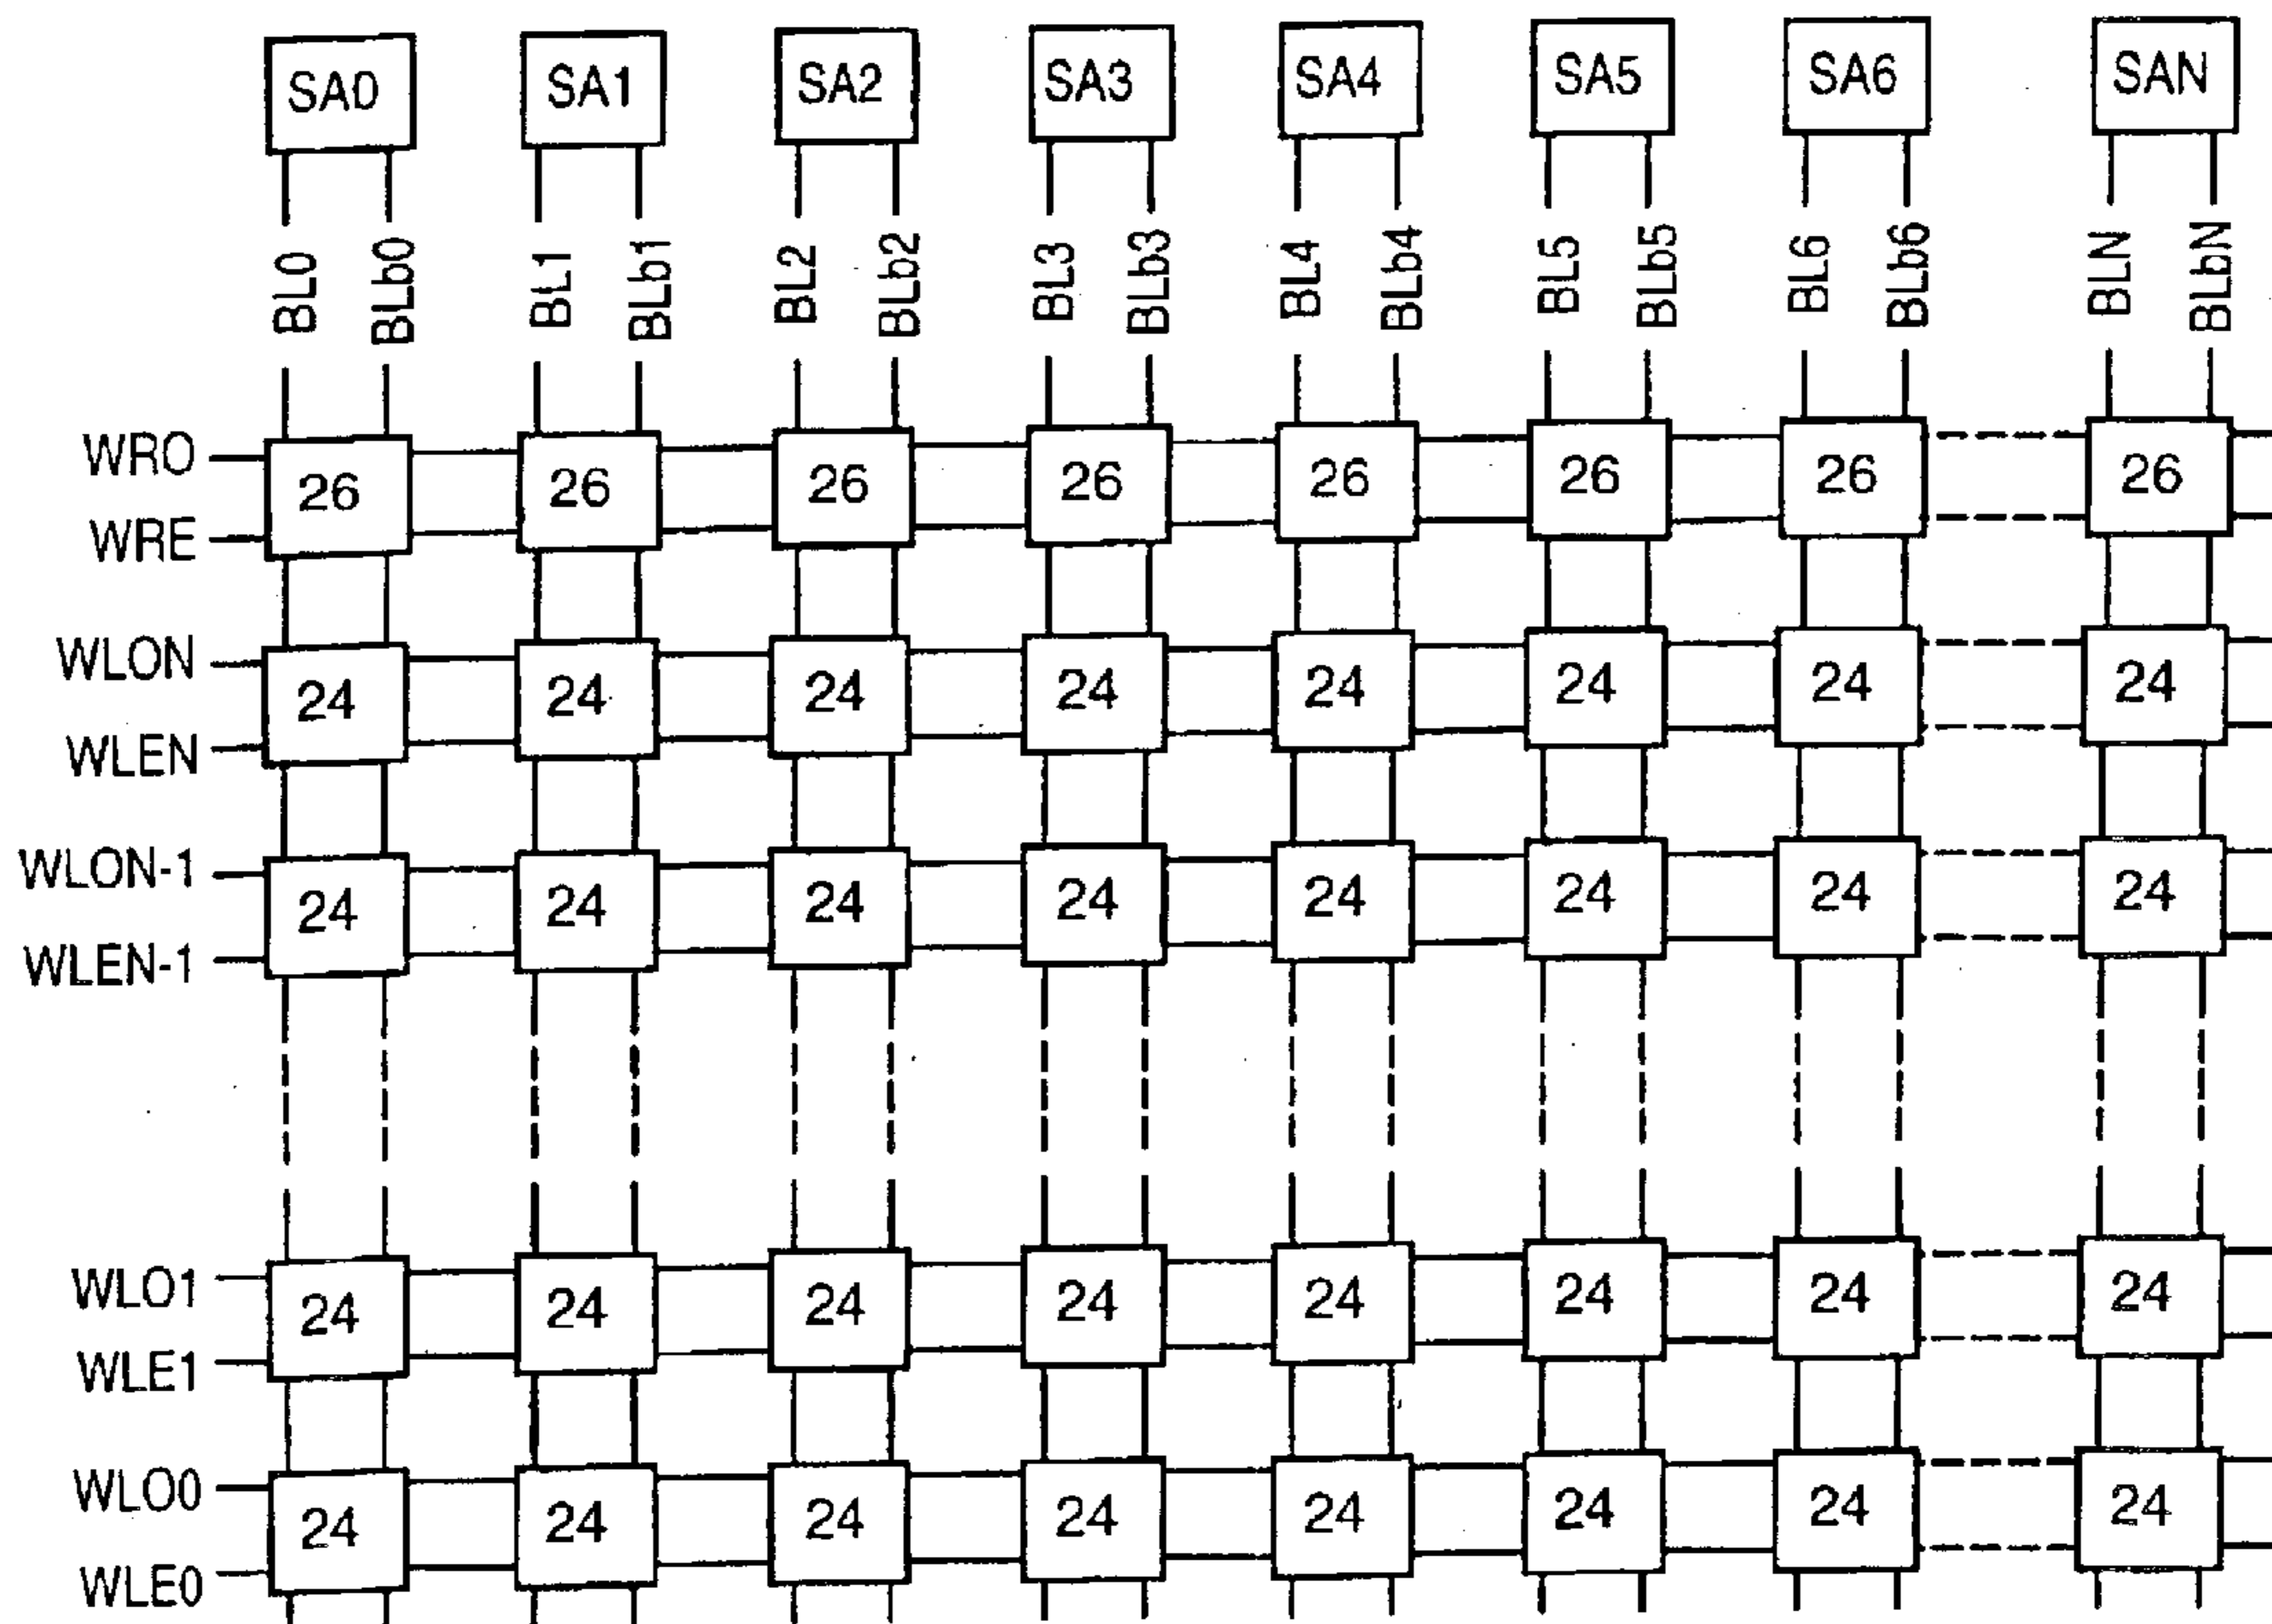 SA0 SA1 SA2 SA3 SA4 SA5 SA6 SAN
BL0 BLb0 BL1 BLb1 BL2 BLb2 BL3 BLb3 BL4 BLb4 BL5 BLb5 BL6 BLb6 BLN BLbN
WRO
26 26 26 26 26 26 26 26
WRE
WLON
24 24 24 24 24 24 24 24
WLEN
WLON-1
24 24 24 24 24 24 24 24
WLEN-1
WLO1
24 24 24 24 24 24 24 24
WLE1
WLO0
24 24 24 24 24 24 24 24
WLE0